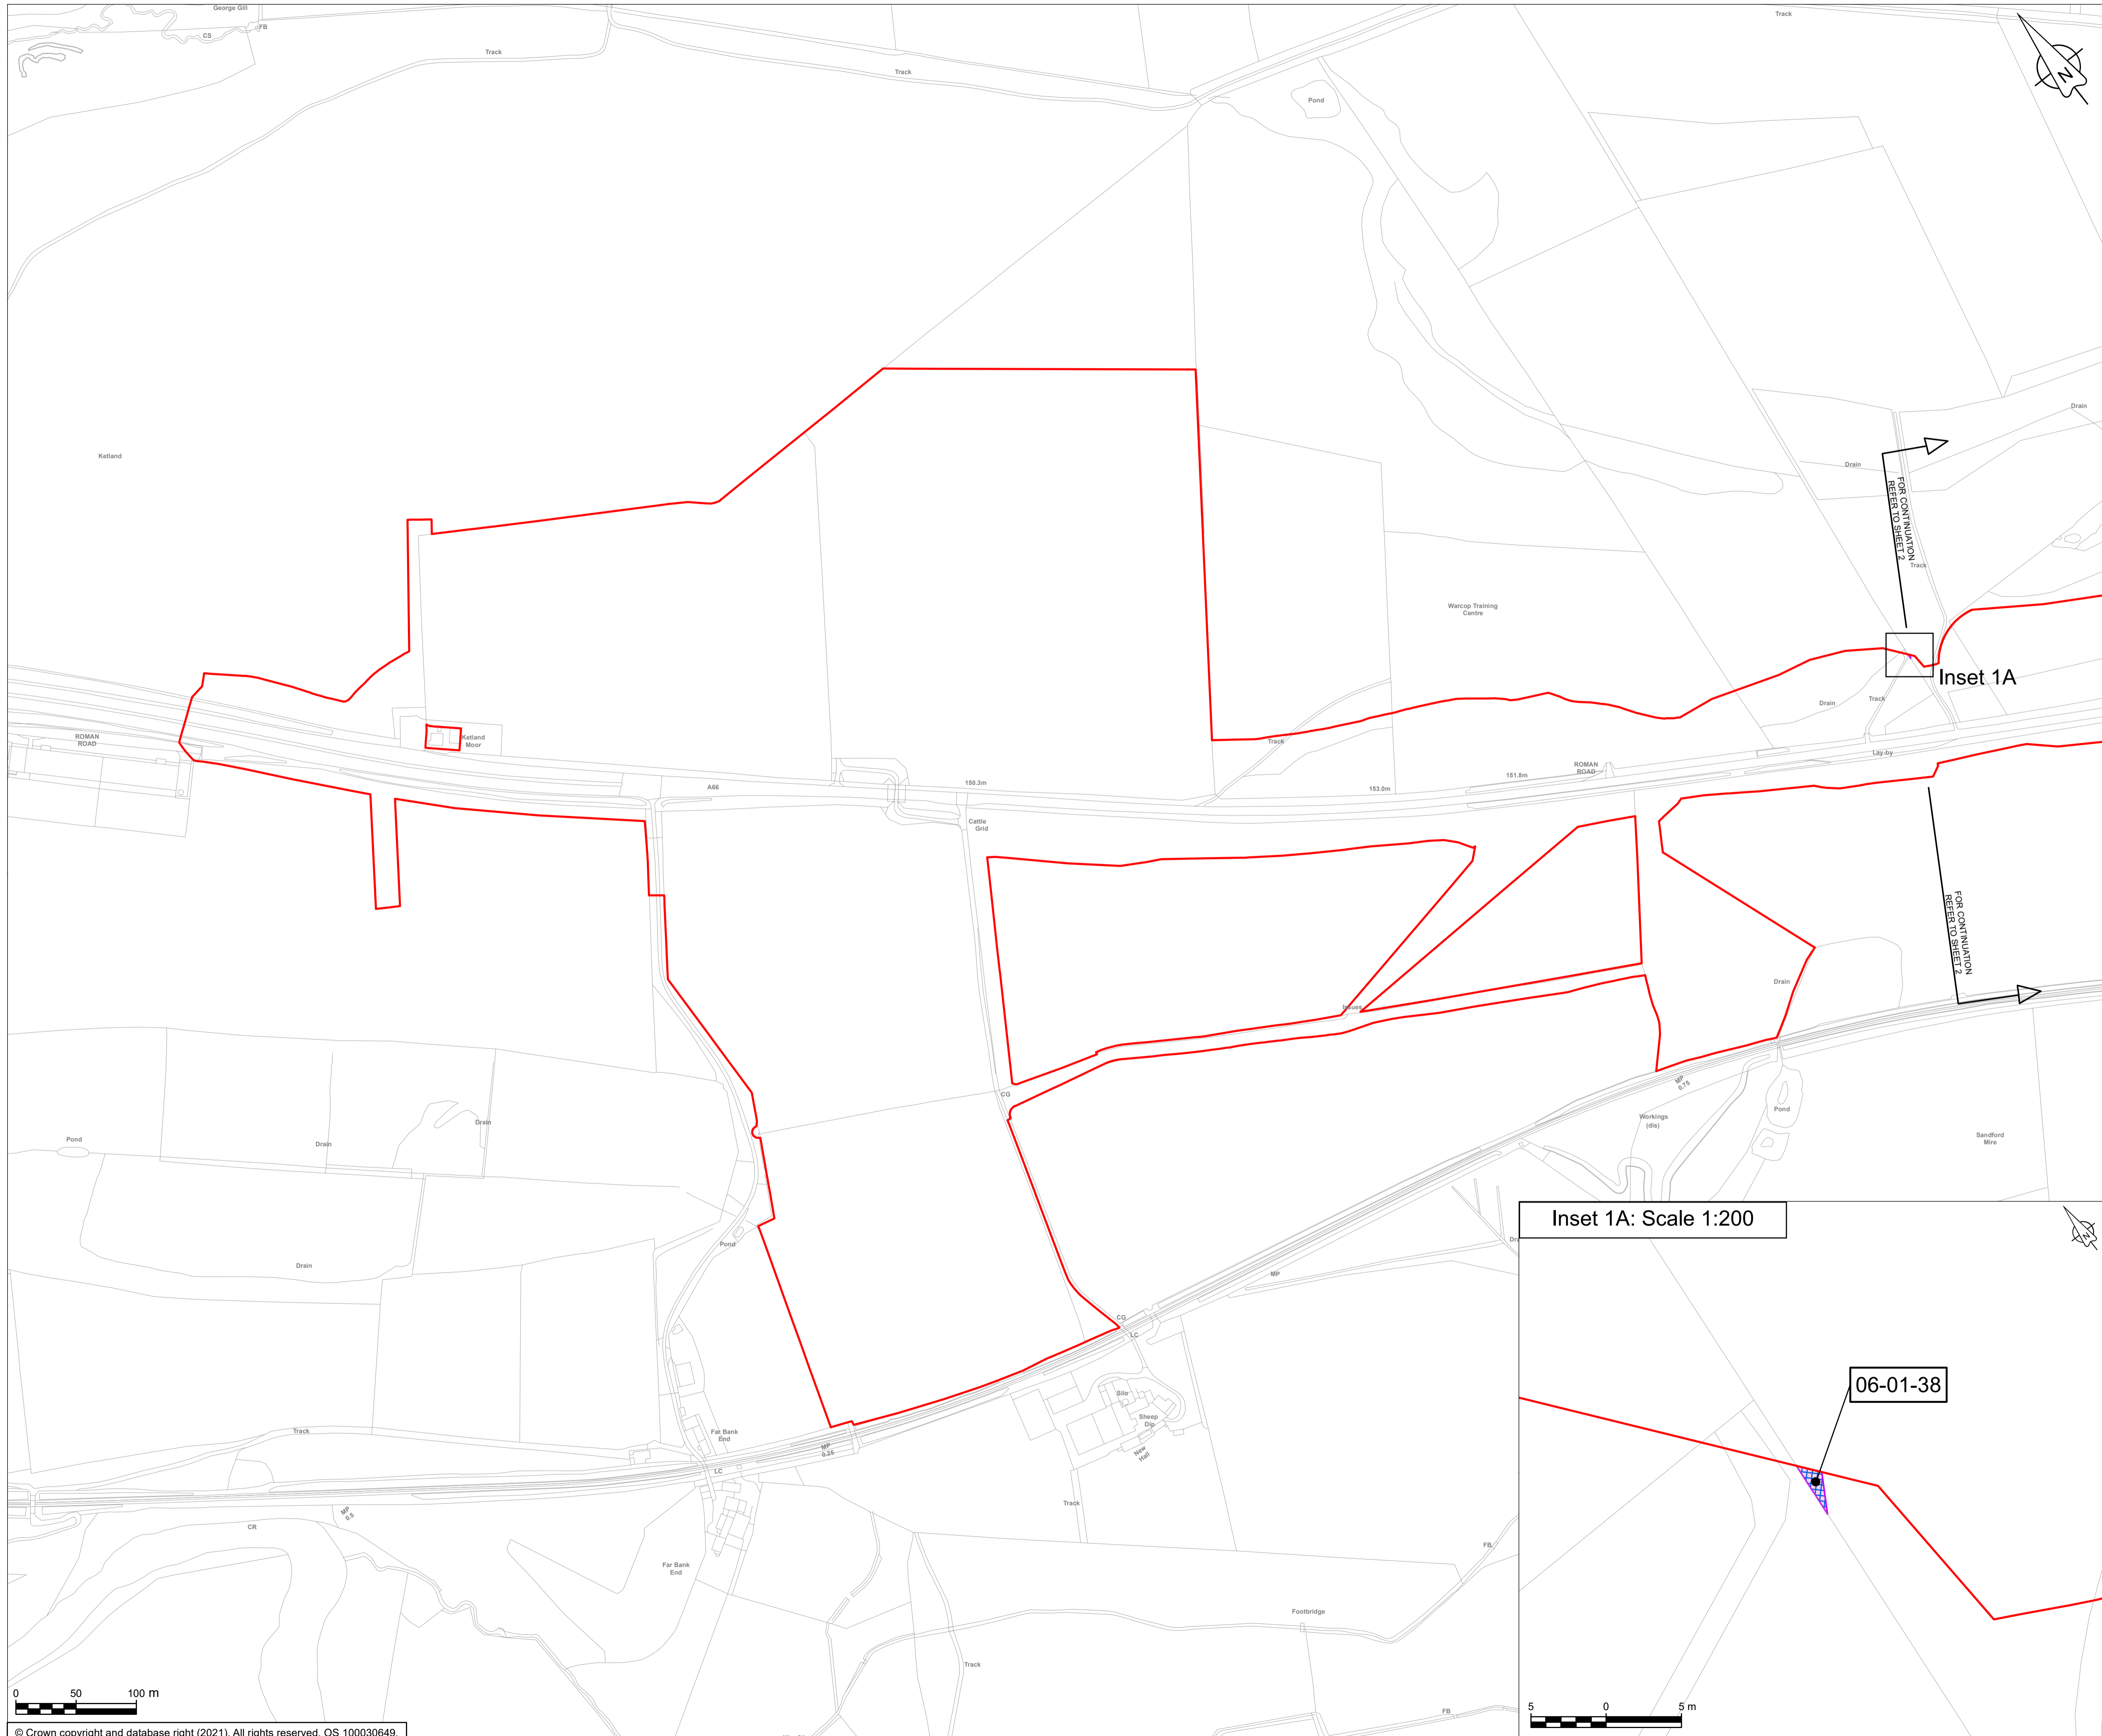 George Gill
FB
CS
Track
Track
Track
N
Pond
Ketland
Drain
Drain
FOR CONTINUATION
REFER TO SHEET 2
Track
Warcop Training
Centre
Inset 1A
Drain
Track
ROMAN
ROAD
Ketland
Moor
Track
Lay-by
ROMAN
ROAD
A66
150.3m
151.8m
153.0m
Cattle
Grid
FOR CONTINUATION
REFER TO SHEET 2
Drain
Issues
CG
MP
0.75
Pond
Workings
(dis)
Sandford
Mire
Pond
Drain
Drain
Pond
Drain
MP
CG
LC
Inset 1A: Scale 1:200
N
06-01-38
Silo
Sheep
Dip
New
Hall
Track
Far Bank
End
MP
0.25
LC
Track
MP
0.5
CR
Far Bank
End
FB
Footbridge
Track
FB
0 50 100 m
5 0 5 m
© Crown copyright and database right (2021). All rights reserved. OS 100030649.